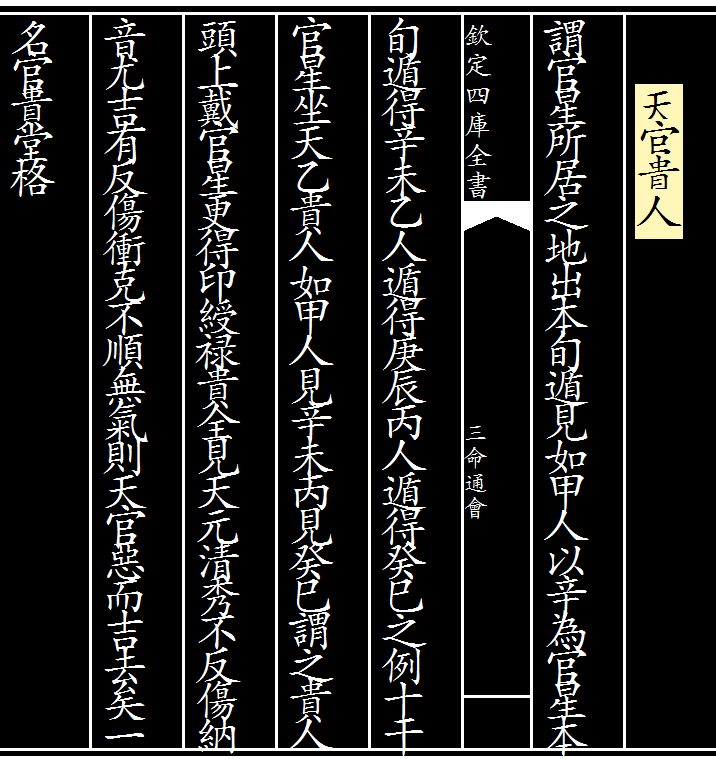 天官貴人
謂官星所居之地出本旬遁見如甲人以辛為官星本
欽定四庫全書
三命通會
旬遁得辛未乙人遁得庚辰丙人遁得癸巳之例十干
官星坐天乙貴人如甲人見辛未丙見癸巳謂之貴人
頭上戴官星更得印綬禄貴全見天元清秀不反傷納
音尤吉有反傷衝克不順無氣則天官惡而吉去矣一
名官貴堂格